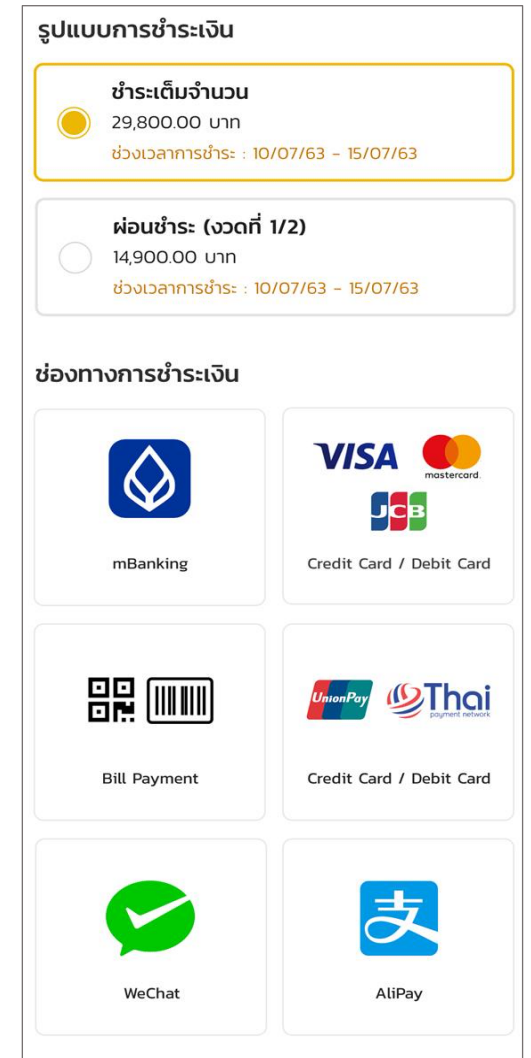 รูปแบบการชำระเงิน
ชำระเต็มจำนวน
29,800.00 บาท
ช่วงเวลาการชำระ : 10/07/63 - 15/07/63
ผ่อนชำระ (งวดที่ 1/2)
14,900.00 บาท
ช่วงเวลาการชำระ : 10/07/63 - 15/07/63
ช่องทางการชำระเงิน
mBanking
VISA
mastercard.
JCB
Credit Card / Debit Card
Bill Payment
UnionPay
Thai
payment network
Credit Card / Debit Card
WeChat
支
AliPay